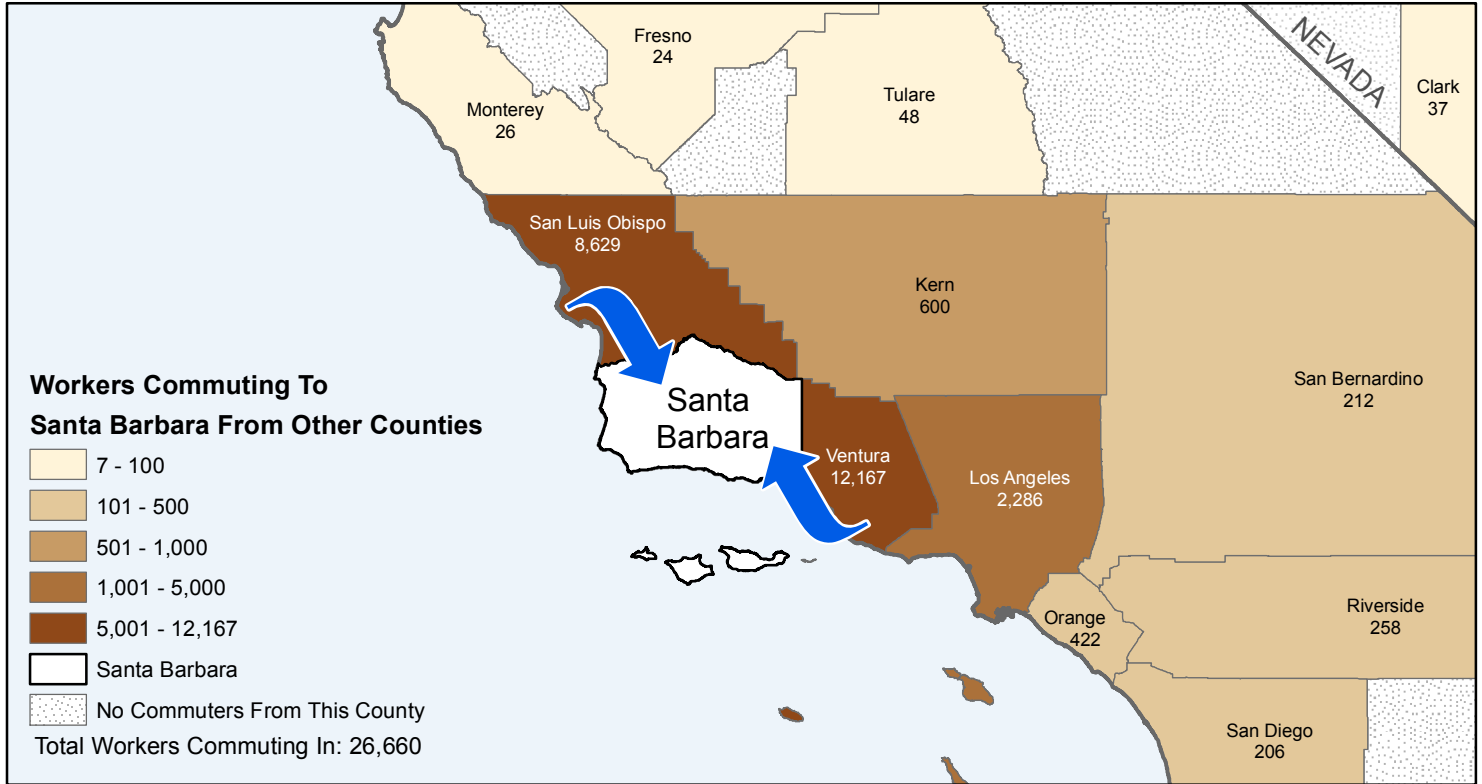 Fresno
24
Monterey
26
Tulare
48
NEVADA
Clark
37
San Luis Obispo
8,629
Kern
600
San Bernardino
212
Santa
Barbara
Ventura
12,167
Los Angeles
2,286
Orange
422
Riverside
258
San Diego
206
Workers Commuting To
Santa Barbara From Other Counties
7 - 100
101 - 500
501 - 1,000
1,001 - 5,000
5,001 - 12,167
Santa Barbara
No Commuters From This County
Total Workers Commuting In: 26,660